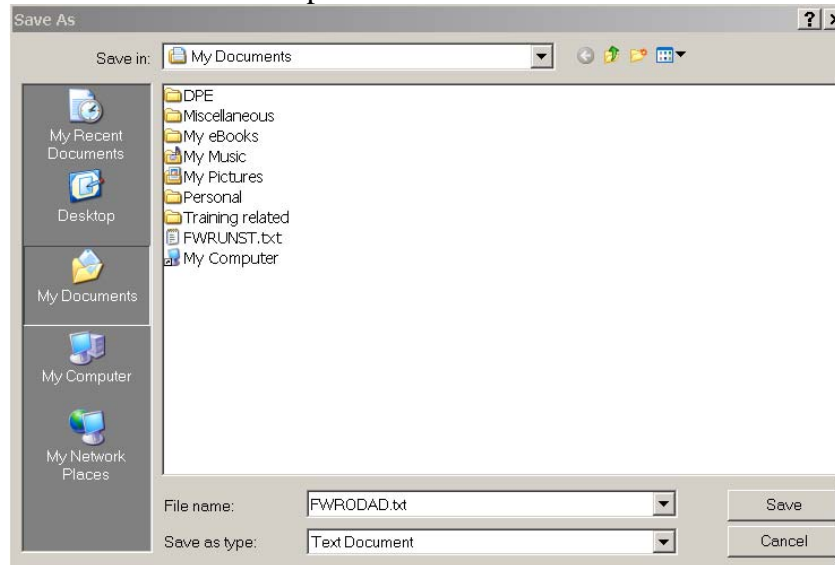 Save As
?
Save in:
My Documents
My Recent
Documents
Desktop
My Documents
My Computer
My Network
Places
DPE
Miscellaneous
My eBooks
My Music
My Pictures
Personal
Training related
FWRUNST.txt
My Computer
File name:
FWRODAD.txt
Save
Save as type:
Text Document
Cancel